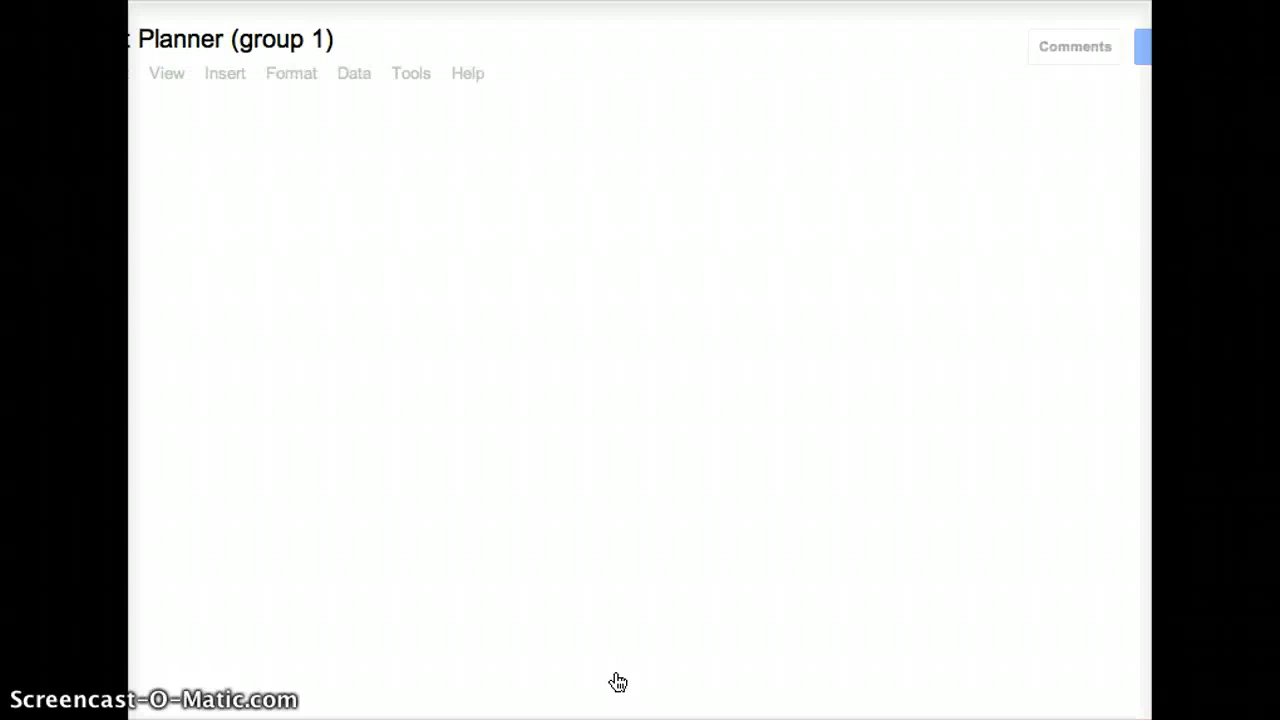 Planner (group 1)
Comments
View Insert Format Data Tools Help
Screencast-O-Matic.com